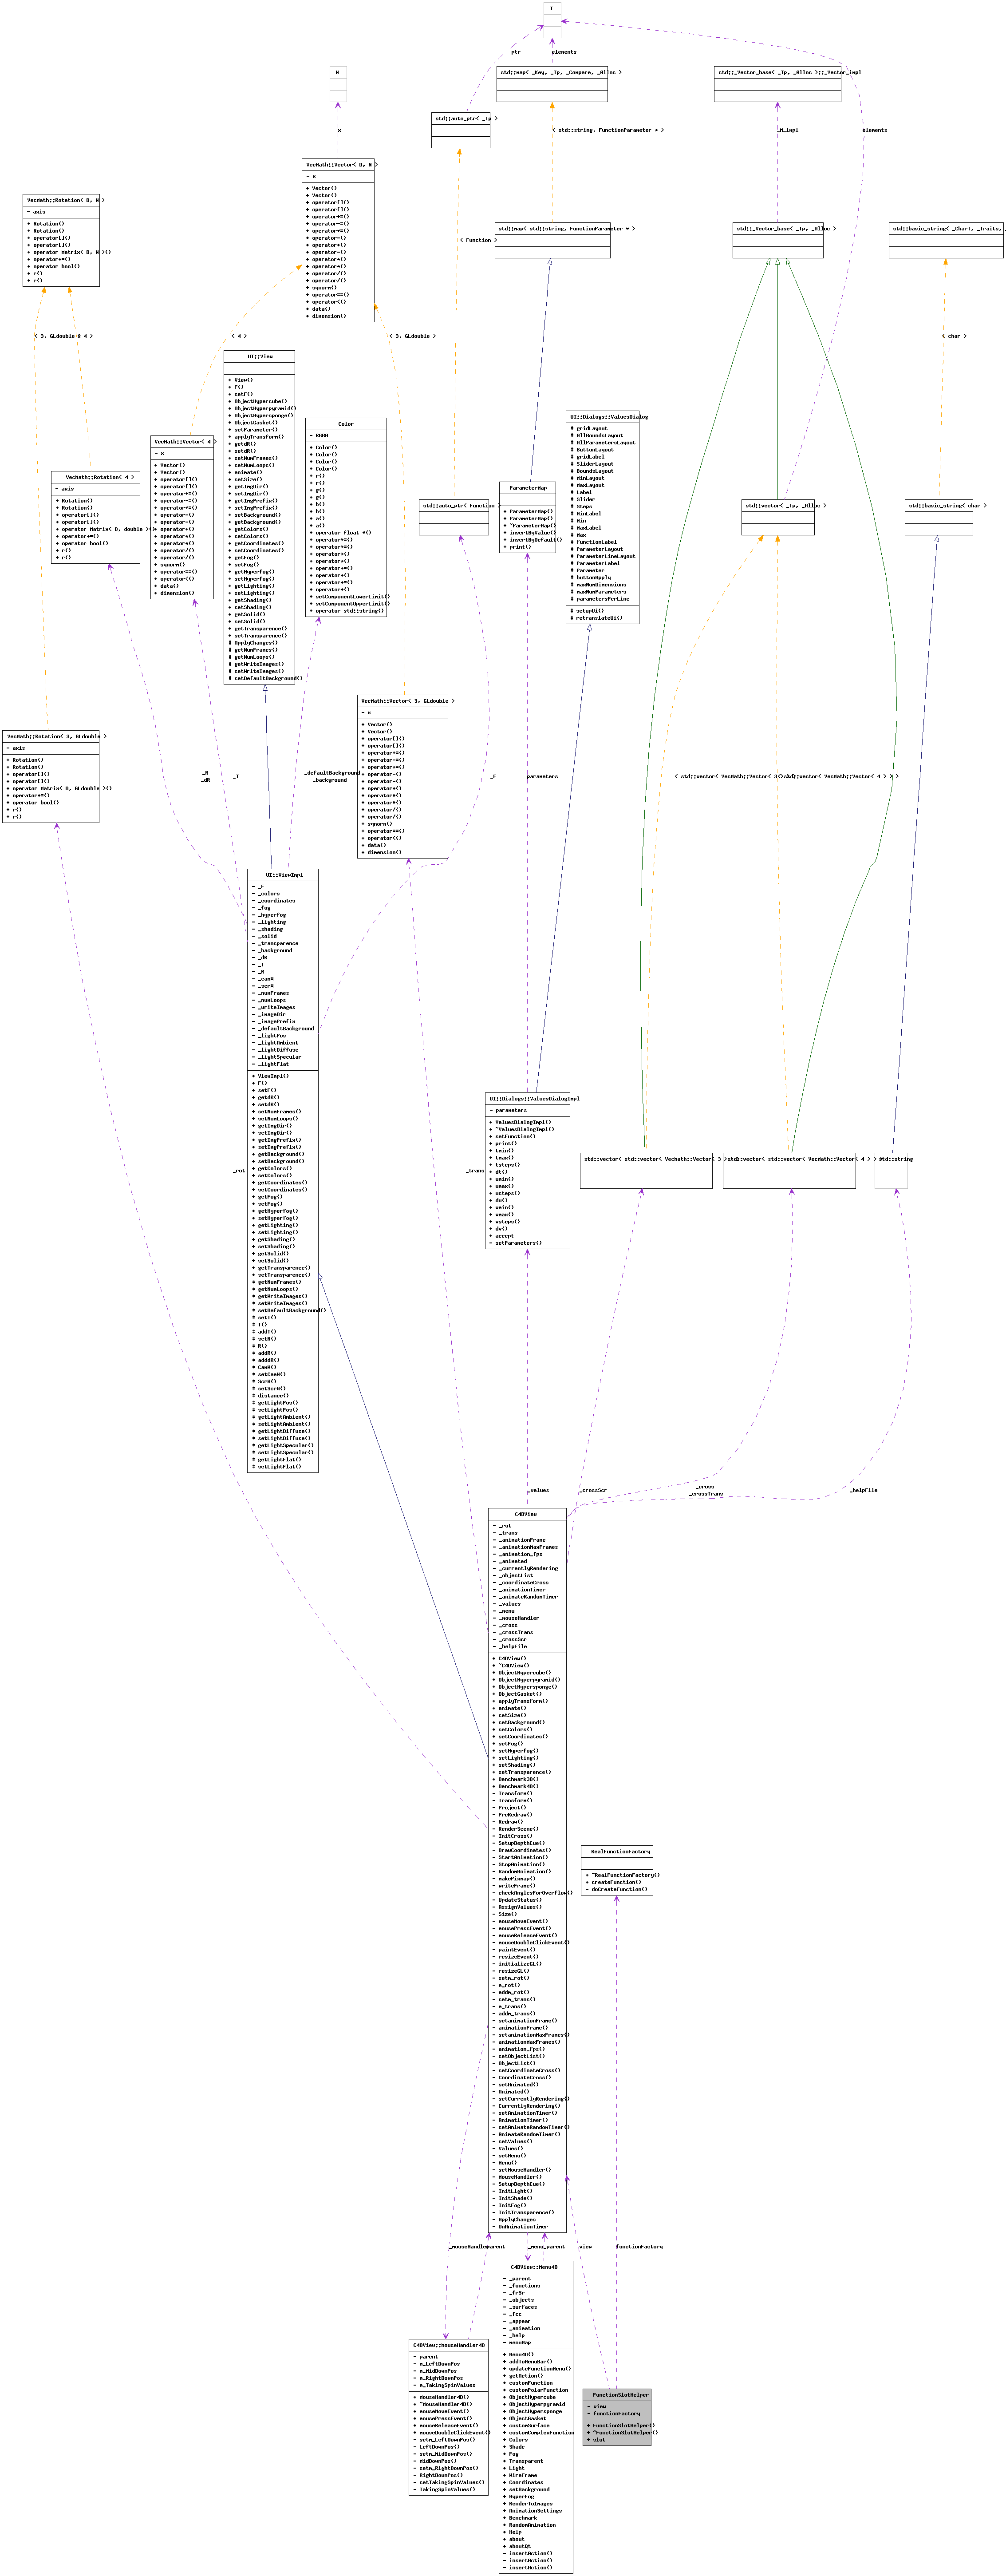 T
ptr
elements
N
std::map< _Key, _Tp, _Compare, _Alloc >
std::_Vector_base< _Tp, _Alloc >::_Vector_impl
std::auto_ptr< _Tp >
x
< std::string, FunctionParameter * >
_M_impl
elements
VecMath::Vector< D, N >
- x
+ Vector()
+ Vector()
+ operator[]()
+ operator[]()
+ operator+=()
+ operator-=()
+ operator*=()
+ operator-()
+ operator+()
+ operator-()
+ operator*()
+ operator*()
+ operator/()
+ operator/()
+ sqnorm()
+ operator==()
+ operator<()
+ data()
+ dimension()
VecMath::Rotation< D, N >
- axis
+ Rotation()
+ Rotation()
+ operator[]()
+ operator[]()
+ operator Matrix< D, N >()
+ operator+=()
+ operator bool()
+ r()
+ r()
std::map< std::string, FunctionParameter * >
std::_Vector_base< _Tp, _Alloc >
< Function >
< 3, GLdouble >
< 4 >
< 4 >
< 3, GLdouble >
< char >
UI::View
+ View()
+ F()
+ setF()
+ ObjectHypercube()
+ ObjectHyperpyramid()
+ ObjectHypersponge()
+ ObjectGasket()
+ setParameter()
+ applyTransform()
+ getdR()
+ setdR()
+ setNumFrames()
+ setNumLoops()
+ animate()
+ setSize()
+ getImgDir()
+ setImgDir()
+ getImgPrefix()
+ setImgPrefix()
+ setBackground()
+ getBackground()
+ getColors()
+ setColors()
+ getCoordinates()
+ setCoordinates()
+ getFog()
+ setFog()
+ getHyperfog()
+ setHyperfog()
+ getLighting()
+ setLighting()
+ getShading()
+ setShading()
+ getSolid()
+ setSolid()
+ getTransparence()
+ setTransparence()
# ApplyChanges()
# getNumFrames()
# getNumLoops()
# getWriteImages()
# setWriteImages()
# setDefaultBackground()
Color
- RGBA
+ Color()
+ Color()
+ Color()
+ Color()
+ r()
+ r()
+ g()
+ g()
+ b()
+ b()
+ a()
+ a()
+ operator float *()
+ operator==()
+ operator*=()
+ operator*()
+ operator*()
+ operator+=()
+ operator+()
+ setComponentLowerLimit()
+ setComponentUpperLimit()
+ operator std::string()
UI::Dialogs::ValuesDialog
# gridLayout
# AllBoundsLayout
# AllParametersLayout
# ButtonLayout
# gridLabel
# SliderLayout
# BoundsLayout
# MinLayout
# MaxLayout
# Label
# Slider
# Steps
# MinLabel
# Min
# MaxLabel
# Max
# functionLabel
# ParameterLayout
# ParameterLineLayout
# ParameterLabel
# Parameter
# buttonApply
# maxNumDimensions
# maxNumParameters
# parametersPerLine
# setupUi()
# retranslateUi()
VecMath::Vector< 4 >
- x
+ Vector()
+ Vector()
+ operator[]()
+ operator[]()
+ operator+=()
+ operator-=()
+ operator*=()
+ operator-()
+ operator+()
+ operator-()
+ operator*()
+ operator*()
+ operator/()
+ operator/()
+ sqnorm()
+ operator==()
+ operator<()
+ data()
+ dimension()
VecMath::Rotation< 4 >
- axis
+ Rotation()
+ Rotation()
+ operator[]()
+ operator[]()
+ operator Matrix< D, double >()
+ operator+=()
+ operator bool()
+ r()
+ r()
std::auto_ptr< Function >
ParameterMap
+ ParameterMap()
+ ParameterMap()
+ ~ParameterMap()
+ insertByValue()
+ insertByDefault()
+ print()
std::vector< _Tp, _Alloc >
std::basic_string< char >
VecMath::Vector< 3, GLdouble >
- x
+ Vector()
+ Vector()
+ operator[]()
+ operator[]()
+ operator+=()
+ operator-=()
+ operator*=()
+ operator-()
+ operator+()
+ operator-()
+ operator*()
+ operator*()
+ operator/()
+ operator/()
+ sqnorm()
+ operator==()
+ operator<()
+ data()
+ dimension()
VecMath::Rotation< 3, GLdouble >
- axis
+ Rotation()
+ Rotation()
+ operator[]()
+ operator[]()
+ operator Matrix< D, GLdouble >()
+ operator+=()
+ operator bool()
+ r()
+ r()
_R
_dR
_T
_defaultBackground
_background
_F
parameters
UI::ViewImpl
- _F
- _colors
- _coordinates
- _fog
- _hyperfog
- _lighting
- _shading
- _solid
- _transparence
- _background
- _dR
- _T
- _R
- _camW
- _scrW
- _numFrames
- _numLoops
- _writeImages
- _imageDir
- _imagePrefix
- _defaultBackground
- _lightPos
- _lightAmbient
- _lightDiffuse
- _lightSpecular
- _lightFlat
+ ViewImpl()
+ F()
+ setF()
+ getdR()
+ setdR()
+ setNumFrames()
+ setNumLoops()
+ getImgDir()
+ setImgDir()
+ getImgPrefix()
+ setImgPrefix()
+ getBackground()
+ setBackground()
+ getColors()
+ setColors()
+ getCoordinates()
+ setCoordinates()
+ getFog()
+ setFog()
+ getHyperfog()
+ setHyperfog()
+ getLighting()
+ setLighting()
+ getShading()
+ setShading()
+ getSolid()
+ setSolid()
+ getTransparence()
+ setTransparence()
# getNumFrames()
# getNumLoops()
# getWriteImages()
# setWriteImages()
# setDefaultBackground()
# setT()
# T()
# addT()
# setR()
# R()
# addR()
# adddR()
# CamW()
# setCamW()
# ScrW()
# setScrW()
# distance()
# getLightPos()
# setLightPos()
# getLightAmbient()
# setLightAmbient()
# getLightDiffuse()
# setLightDiffuse()
# getLightSpecular()
# setLightSpecular()
# getLightFlat()
# setLightFlat()
UI::Dialogs::ValuesDialogImpl
- parameters
+ ValuesDialogImpl()
+ ~ValuesDialogImpl()
+ setFunction()
+ print()
+ tmin()
+ tmax()
+ tsteps()
+ dt()
+ umin()
+ umax()
+ usteps()
+ du()
+ vmin()
+ vmax()
+ vsteps()
+ dv()
+ accept
- setParameters()
std::vector< std::vector< VecMath::Vector< 3
std::vector< std::vector< VecMath::Vector< 4 > > >
std::string
_rot
_trans
_values
_crossScr
_cross
_crossTrans
_helpFile
C4DView
- _rot
- _trans
- _animationFrame
- _animationMaxFrames
- _animation_fps
- _animated
- _currentlyRendering
- _objectList
- _coordinateCross
- _animationTimer
- _animateRandomTimer
- _values
- _menu
- _mouseHandler
- _cross
- _crossTrans
- _crossScr
- _helpFile
+ C4DView()
+ ~C4DView()
+ ObjectHypercube()
+ ObjectHyperpyramid()
+ ObjectHypersponge()
+ ObjectGasket()
+ applyTransform()
+ animate()
+ setSize()
+ setBackground()
+ setColors()
+ setCoordinates()
+ setFog()
+ setHyperfog()
+ setLighting()
+ setShading()
+ setTransparence()
+ Benchmark3D()
+ Benchmark4D()
- Transform()
- Transform()
- Project()
- PreRedraw()
- Redraw()
- RenderScene()
- InitCross()
- SetupDepthCue()
- DrawCoordinates()
- StartAnimation()
- StopAnimation()
- RandomAnimation()
- makePixmap()
- writeFrame()
- checkAnglesForOverflow()
- UpdateStatus()
- AssignValues()
- Size()
- mouseMoveEvent()
- mousePressEvent()
- mouseReleaseEvent()
- mouseDoubleClickEvent()
- paintEvent()
- resizeEvent()
- initializeGL()
- resizeGL()
- setm_rot()
- m_rot()
- addm_rot()
- setm_trans()
- m_trans()
- addm_trans()
- setanimationFrame()
- animationFrame()
- setanimationMaxFrames()
- animationMaxFrames()
- animation_fps()
- setObjectList()
- ObjectList()
- setCoordinateCross()
- CoordinateCross()
- setAnimated()
- Animated()
- setCurrentlyRendering()
- CurrentlyRendering()
- setAnimationTimer()
- AnimationTimer()
- setAnimateRandomTimer()
- AnimateRandomTimer()
- setValues()
- Values()
- setMenu()
- Menu()
- setMouseHandler()
- MouseHandler()
- SetupDepthCue()
- InitLight()
- InitShade()
- InitFog()
- InitTransparence()
- ApplyChanges
- OnAnimationTimer
RealFunctionFactory
+ ~RealFunctionFactory()
+ createFunction()
- doCreateFunction()
_mouseHandler
parent
_menu
_parent
view
functionFactory
C4DView::MouseHandler4D
- parent
- m_LeftDownPos
- m_MidDownPos
- m_RightDownPos
- m_TakingSpinValues
+ MouseHandler4D()
+ ~MouseHandler4D()
+ mouseMoveEvent()
+ mousePressEvent()
+ mouseReleaseEvent()
+ mouseDoubleClickEvent()
- setm_LeftDownPos()
- LeftDownPos()
- setm_MidDownPos()
- MidDownPos()
- setm_RightDownPos()
- RightDownPos()
- setTakingSpinValues()
- TakingSpinValues()
C4DView::Menu4D
- _parent
- _functions
- _fr3r
- _objects
- _surfaces
- _fcc
- _appear
- _animation
- _help
- menuMap
+ Menu4D()
+ addToMenuBar()
+ updateFunctionMenu()
+ getAction()
+ customFunction
+ customPolarFunction
+ ObjectHypercube
+ ObjectHyperpyramid
+ ObjectHypersponge
+ ObjectGasket
+ customSurface
+ customComplexFunction
+ Colors
+ Shade
+ Fog
+ Transparent
+ Light
+ Wireframe
+ Coordinates
+ setBackground
+ HyperFog
+ RenderToImages
+ AnimationSettings
+ Benchmark
+ RandomAnimation
+ Help
+ about
+ aboutQt
- insertAction()
- insertAction()
- insertAction()
FunctionSlotHelper
- view
- functionFactory
+ FunctionSlotHelper()
+ ~FunctionSlotHelper()
+ slot